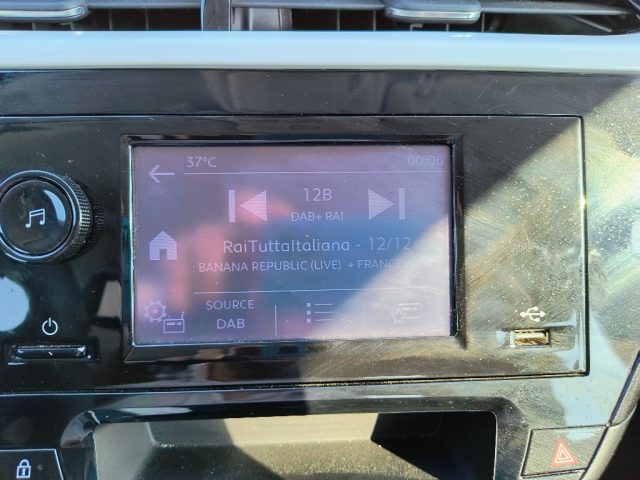 37°C 00:06
12B
DAB+ RAI
RaiTuttaItaliana - 12/12
BANANA REPUBLIC (LIVE) + FRANCE
SOURCE
DAB